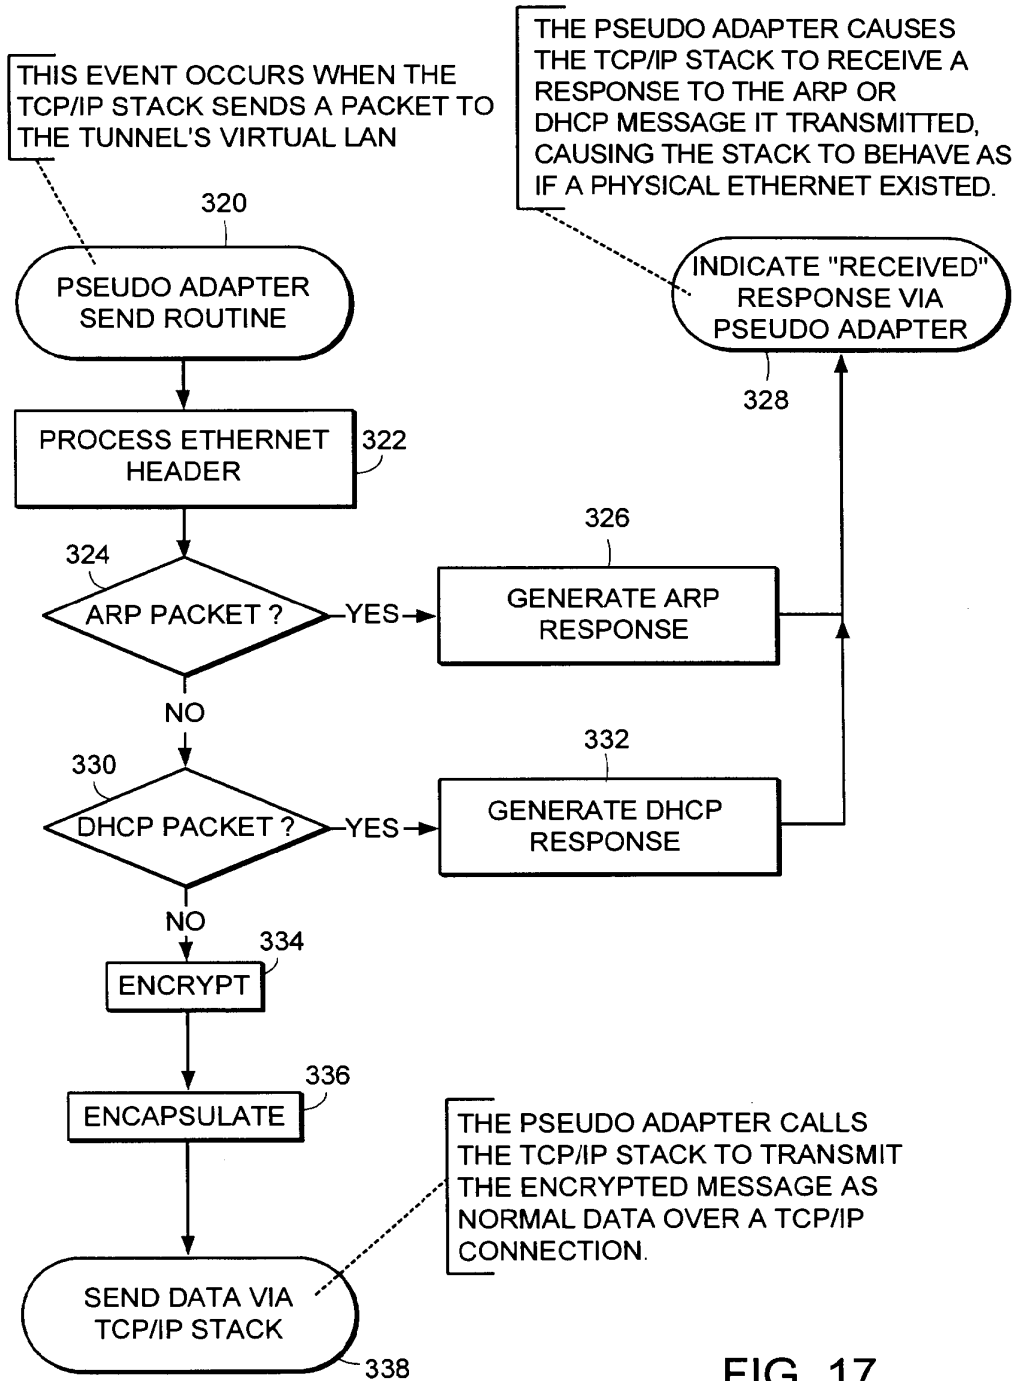 THIS EVENT OCCURS WHEN THE
TCP/IP STACK SENDS A PACKET TO
THE TUNNEL'S VIRTUAL LAN
THE PSEUDO ADAPTER CAUSES
THE TCP/IP STACK TO RECEIVE A
RESPONSE TO THE ARP OR
DHCP MESSAGE IT TRANSMITTED,
CAUSING THE STACK TO BEHAVE AS
IF A PHYSICAL ETHERNET EXISTED.
320
PSEUDO ADAPTER
SEND ROUTINE
INDICATE "RECEIVED"
RESPONSE VIA
PSEUDO ADAPTER
328
PROCESS ETHERNET
HEADER
322
324
ARP PACKET ?
YES
326
GENERATE ARP
RESPONSE
NO
330
DHCP PACKET ?
YES
332
GENERATE DHCP
RESPONSE
NO
334
ENCRYPT
336
ENCAPSULATE
THE PSEUDO ADAPTER CALLS
THE TCP/IP STACK TO TRANSMIT
THE ENCRYPTED MESSAGE AS
NORMAL DATA OVER A TCP/IP
CONNECTION.
SEND DATA VIA
TCP/IP STACK
338
FIG. 17